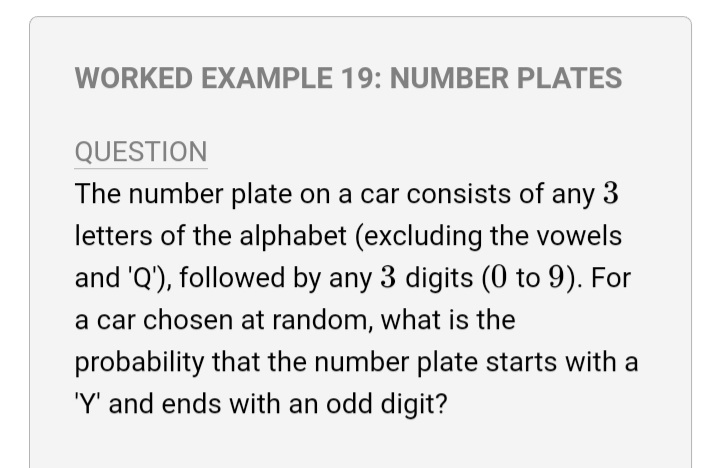 WORKED EXAMPLE 19: NUMBER PLATES
QUESTION
The number plate on a car consists of any 3
letters of the alphabet (excluding the vowels
and 'Q'), followed by any 3 digits (0 to 9). For
a car chosen at random, what is the
probability that the number plate starts with a
'Y' and ends with an odd digit?